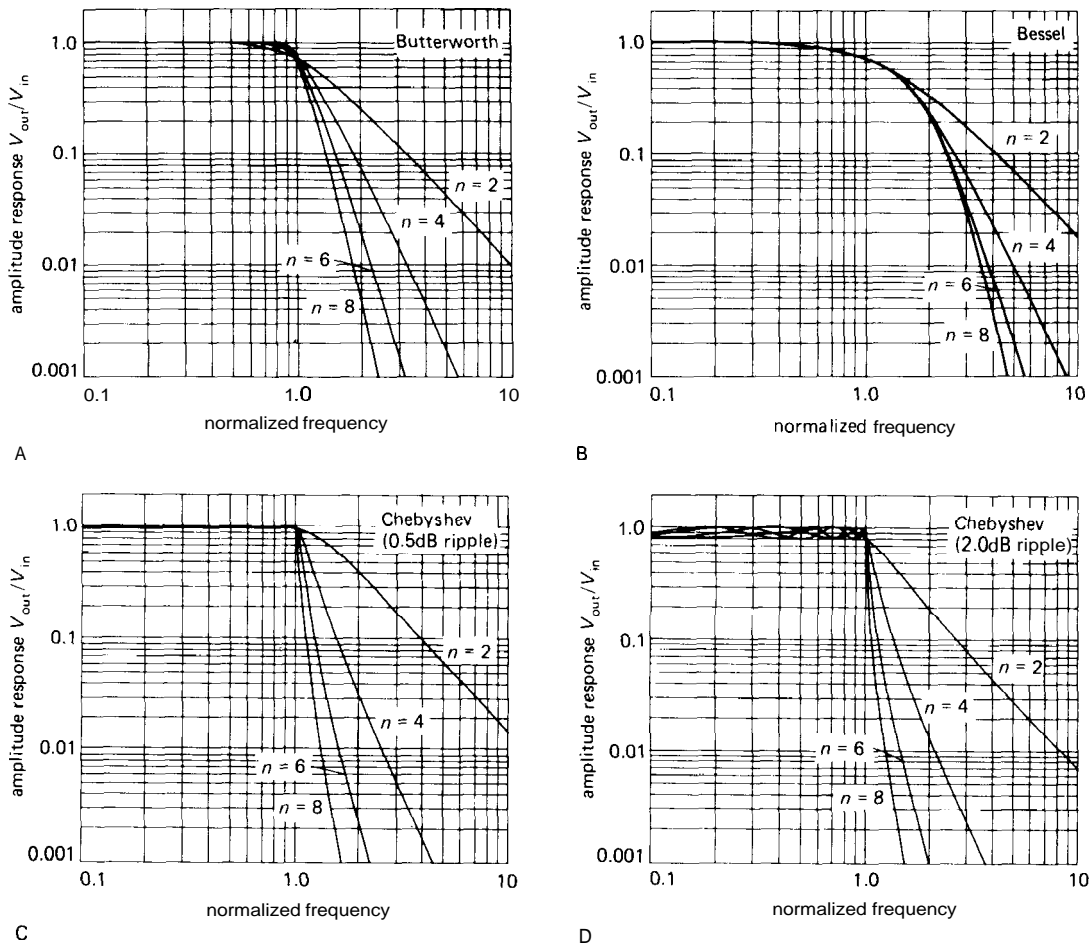 Butterworth
1.0
0.1
0.01
0.001
amplitude response Vout/Vin
n = 2
n = 4
n = 6
n = 8
0.1
1.0
10
normalized frequency
A
Bessel
1.0
0.1
0.01
0.001
amplitude response Vout/Vin
n = 2
n = 4
n = 6
n = 8
0.1
1.0
10
normalized frequency
B
Chebyshev
(0.5dB ripple)
1.0
0.1
0.01
0.001
amplitude response Vout/Vin
n = 2
n = 4
n = 6
n = 8
0.1
1.0
10
normalized frequency
C
Chebyshev
(2.0dB ripple)
1.0
0.1
0.01
0.001
amplitude response Vout/Vin
n = 2
n = 4
n = 6
n = 8
0.1
1.0
10
normalized frequency
D